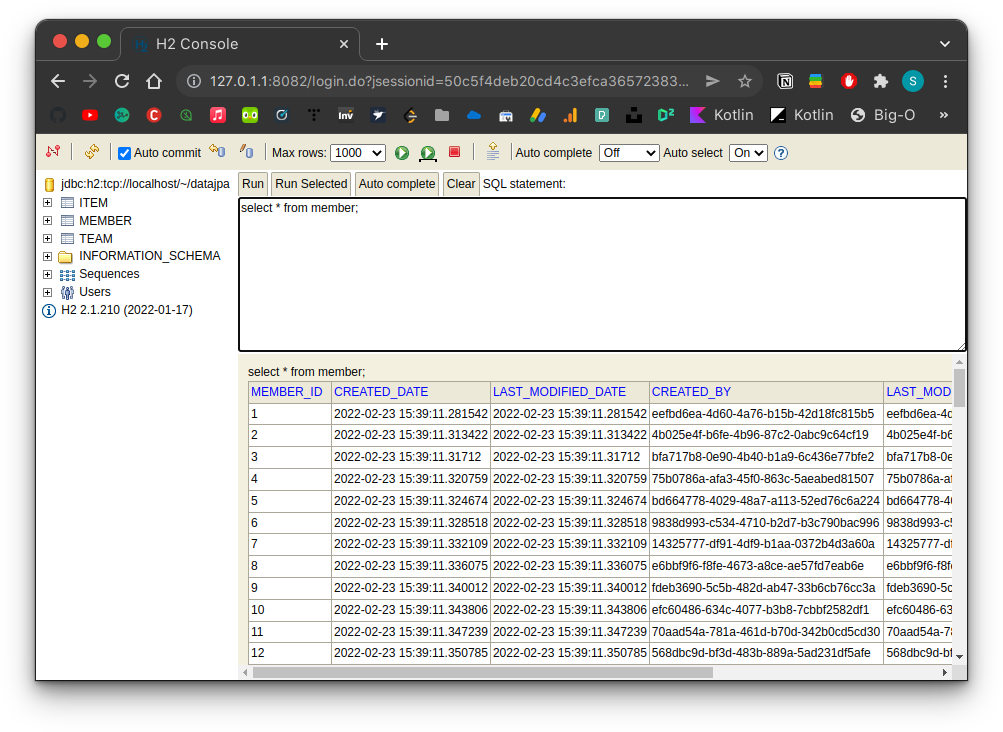 H2 Console
127.0.1.1:8082/login.do?jsessionid=50c5f4deb20cd4c3efca36572383...
S
inv
D
Kotlin
Kotlin
Big-O
»
Auto commit
Max rows: 1000
Auto complete Off
Auto select On
?
jdbc:h2:tcp://localhost/~/datajpa
ITEM
MEMBER
TEAM
INFORMATION_SCHEMA
Sequences
Users
H2 2.1.210 (2022-01-17)
Run Run Selected Auto complete Clear SQL statement:
select * from member;
select * from member;
MEMBER_ID CREATED_DATE LAST_MODIFIED_DATE CREATED_BY LAST_MOD
1 2022-02-23 15:39:11.281542 2022-02-23 15:39:11.281542 eefbd6ea-4d60-4a76-b15b-42d18fc815b5 eefbd6ea-4d
2 2022-02-23 15:39:11.313422 2022-02-23 15:39:11.313422 4b025e4f-b6fe-4b96-87c2-0abc9c64cf19 4b025e4f-b6
3 2022-02-23 15:39:11.31712 2022-02-23 15:39:11.31712 bfa717b8-0e90-4b40-b1a9-6c436e77bfe2 bfa717b8-0e
4 2022-02-23 15:39:11.320759 2022-02-23 15:39:11.320759 75b0786a-afa3-45f0-863c-5aeabed81507 75b0786a-af
5 2022-02-23 15:39:11.324674 2022-02-23 15:39:11.324674 bd664778-4029-48a7-a113-52ed76c6a224 bd664778-40
6 2022-02-23 15:39:11.328518 2022-02-23 15:39:11.328518 9838d993-c534-4710-b2d7-b3c790bac996 9838d993-c5
7 2022-02-23 15:39:11.332109 2022-02-23 15:39:11.332109 14325777-df91-4df9-b1aa-0372b4d3a60a 14325777-df
8 2022-02-23 15:39:11.336075 2022-02-23 15:39:11.336075 e6bbf9f6-f8fe-4673-a8ce-ae57fd7eab6e e6bbf9f6-f8f
9 2022-02-23 15:39:11.340012 2022-02-23 15:39:11.340012 fdeb3690-5c5b-482d-ab47-33b6cb76cc3a fdeb3690-5c
10 2022-02-23 15:39:11.343806 2022-02-23 15:39:11.343806 efc60486-634c-4077-b3b8-7cbbf2582df1 efc60486-63
11 2022-02-23 15:39:11.347239 2022-02-23 15:39:11.347239 70aad54a-781a-461d-b70d-342b0cd5cd30 70aad54a-78
12 2022-02-23 15:39:11.350785 2022-02-23 15:39:11.350785 568dbc9d-bf3d-483b-889a-5ad231df5afe 568dbc9d-bf